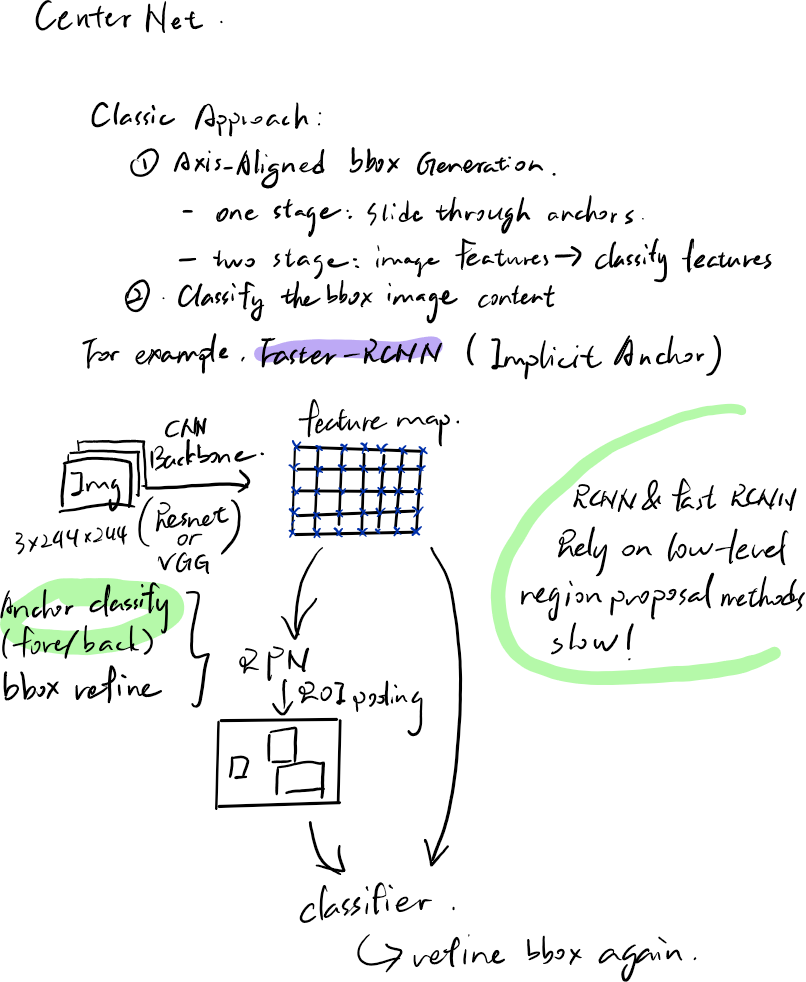 Center Net.
Classic Approach:
① Axis-Aligned bbox Generation.
- one stage: slide through anchors.
- two stage: image features → classify features
② Classify the bbox image content
For example. Faster-RCNN (Implicit Anchor)
CNN
Backbone.
feature map.
Img
3×244×244
(Resnet
or
VGG)
RCNN & fast RCNN
Rely on low-level
region proposal methods
slow!
Anchor classify
(fore/back)
bbox refine
RPN
↓ ROI pooling
classifier.
↪ refine bbox again.